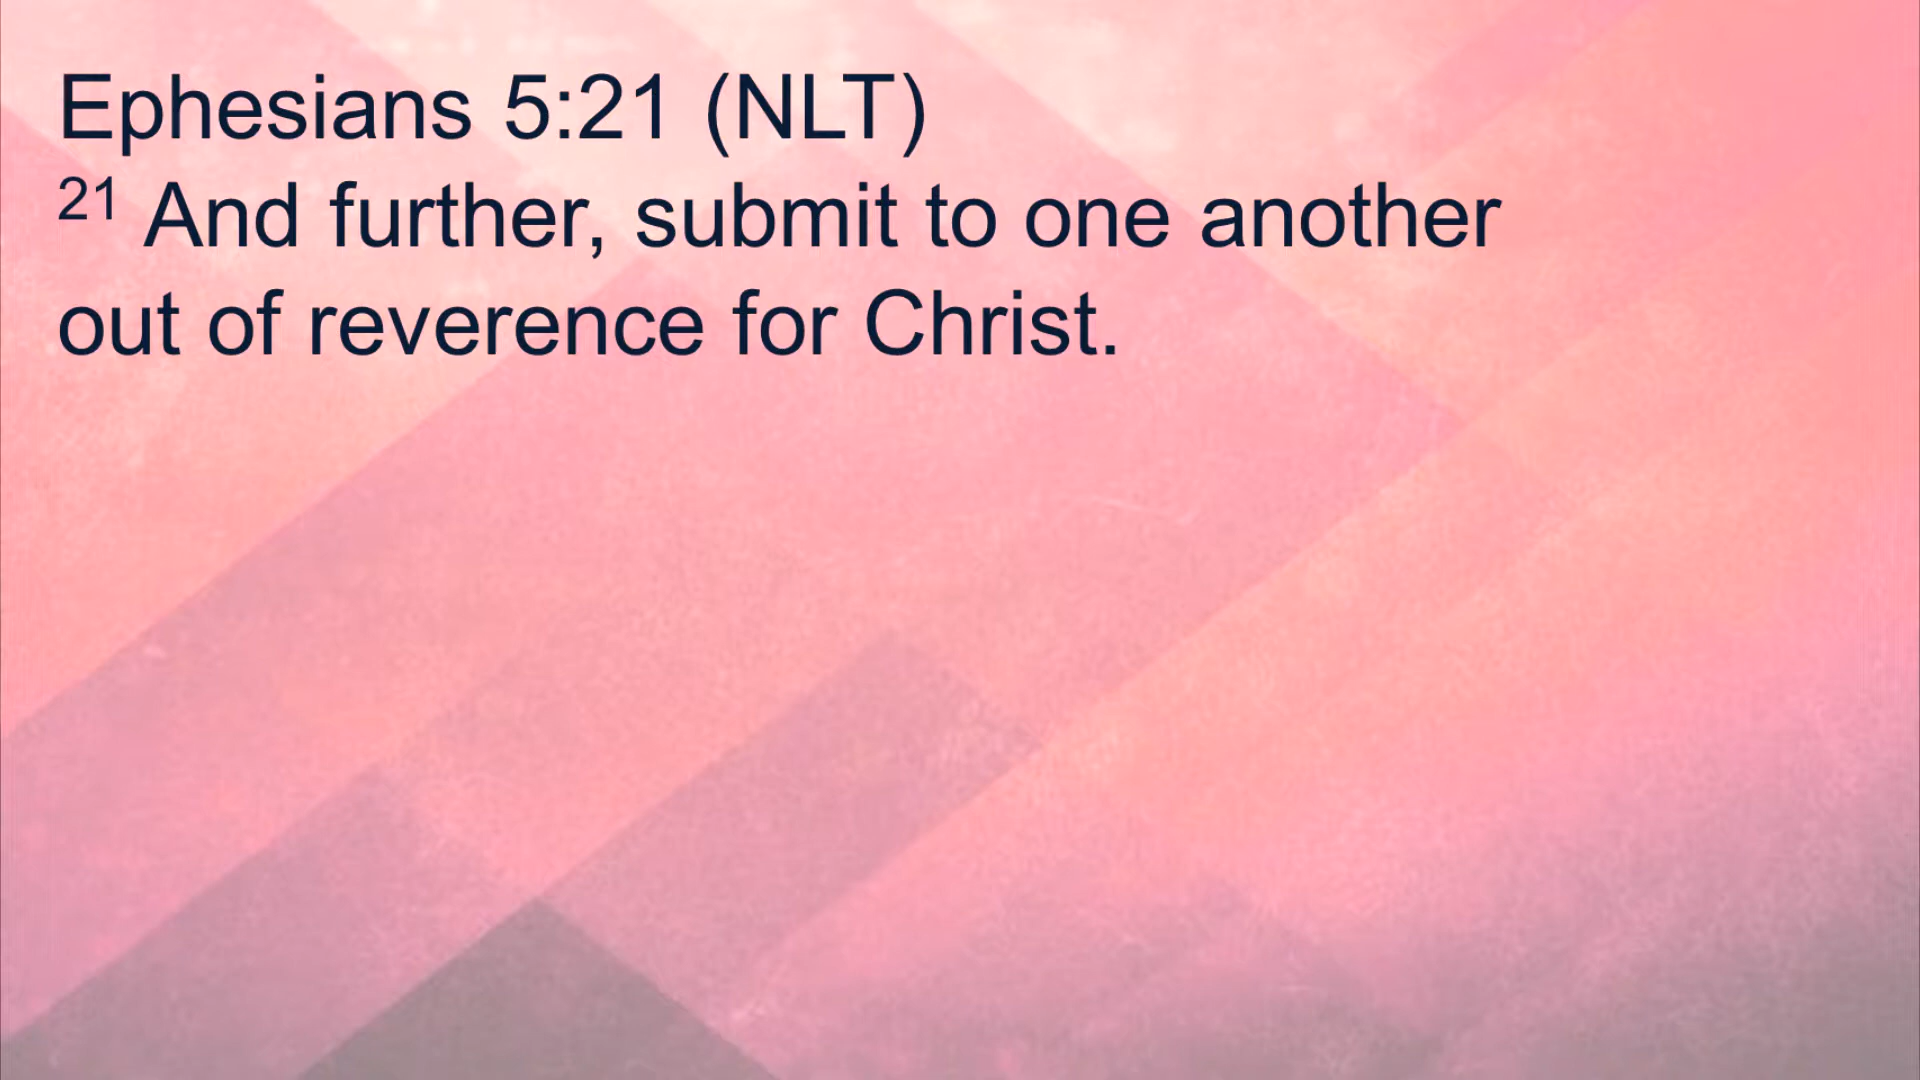 Ephesians 5:21 (NLT)
21 And further, submit to one another
out of reverence for Christ.